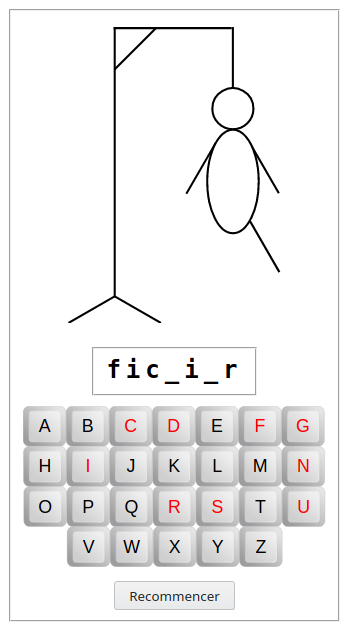 fic_i_r
A B C D E F G
H I J K L M N
O P Q R S T U
V W X Y Z
Recommencer